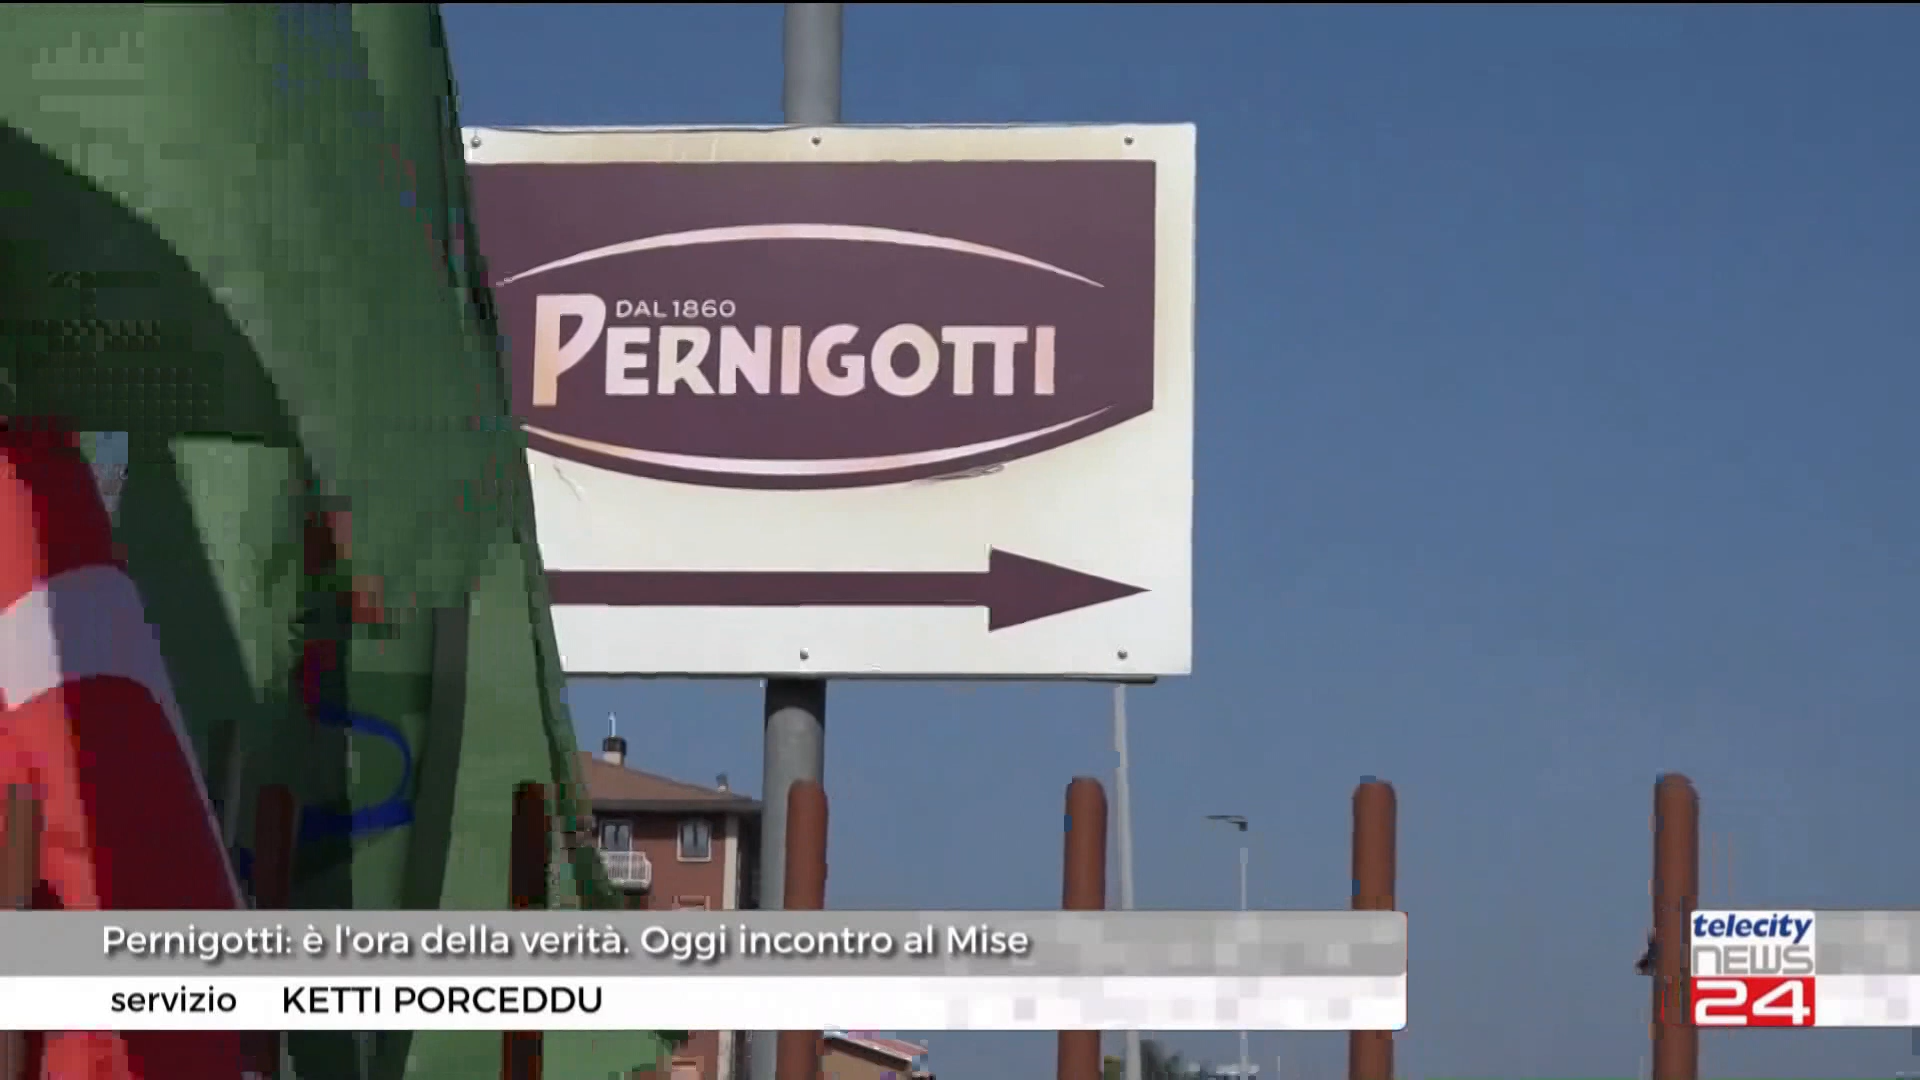 DAL 1860
PERNIGOTTI
Pernigotti: è l'ora della verità. Oggi incontro al Mise
servizio KETTI PORCEDDU
telecity
NEWS
24